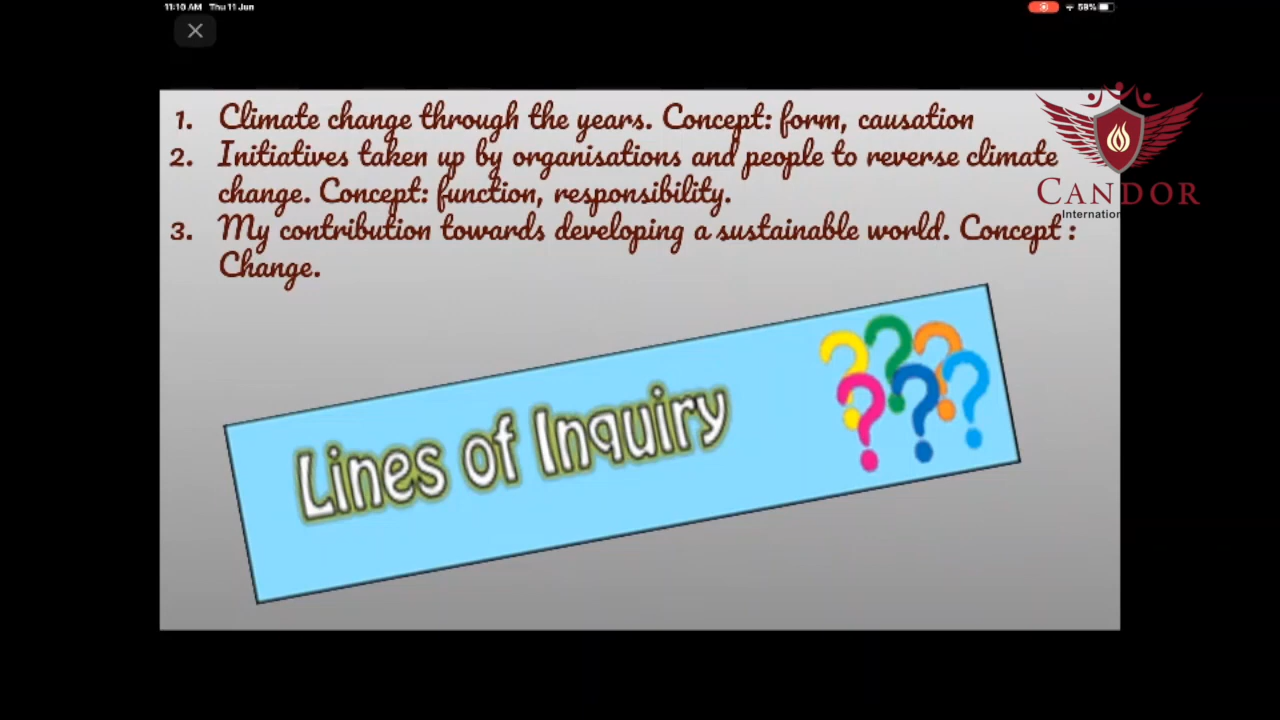 11:10 AM Thu 11 Jun
59%
1. Climate change through the years. Concept: form, causation
2. Initiatives taken up by organisations and people to reverse climate
change. Concept: function, responsibility.
3. My contribution towards developing a sustainable world. Concept :
Change.
CANDOR
Internation
Lines of Inquiry
? ? ? ? ? ?